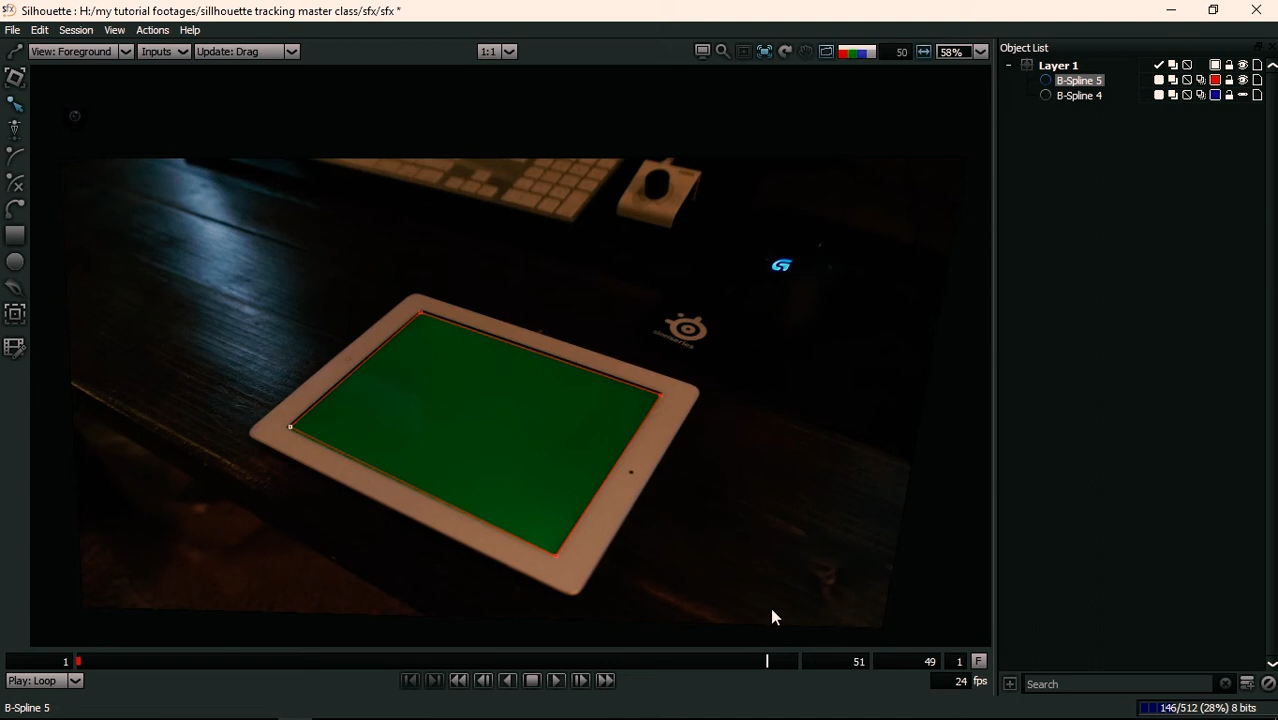 Silhouette : H:/my tutorial footages/sillhouette tracking master class/sfx/sfx *
File Edit Session View Actions Help
View: Foreground Inputs Update: Drag 1:1 50 58%
Object List
Layer 1
B-Spline 5
B-Spline 4
steelseries
1 51 49 1 F
Play: Loop 24 fps
Search
B-Spline 5 146/512 (28%) 8 bits